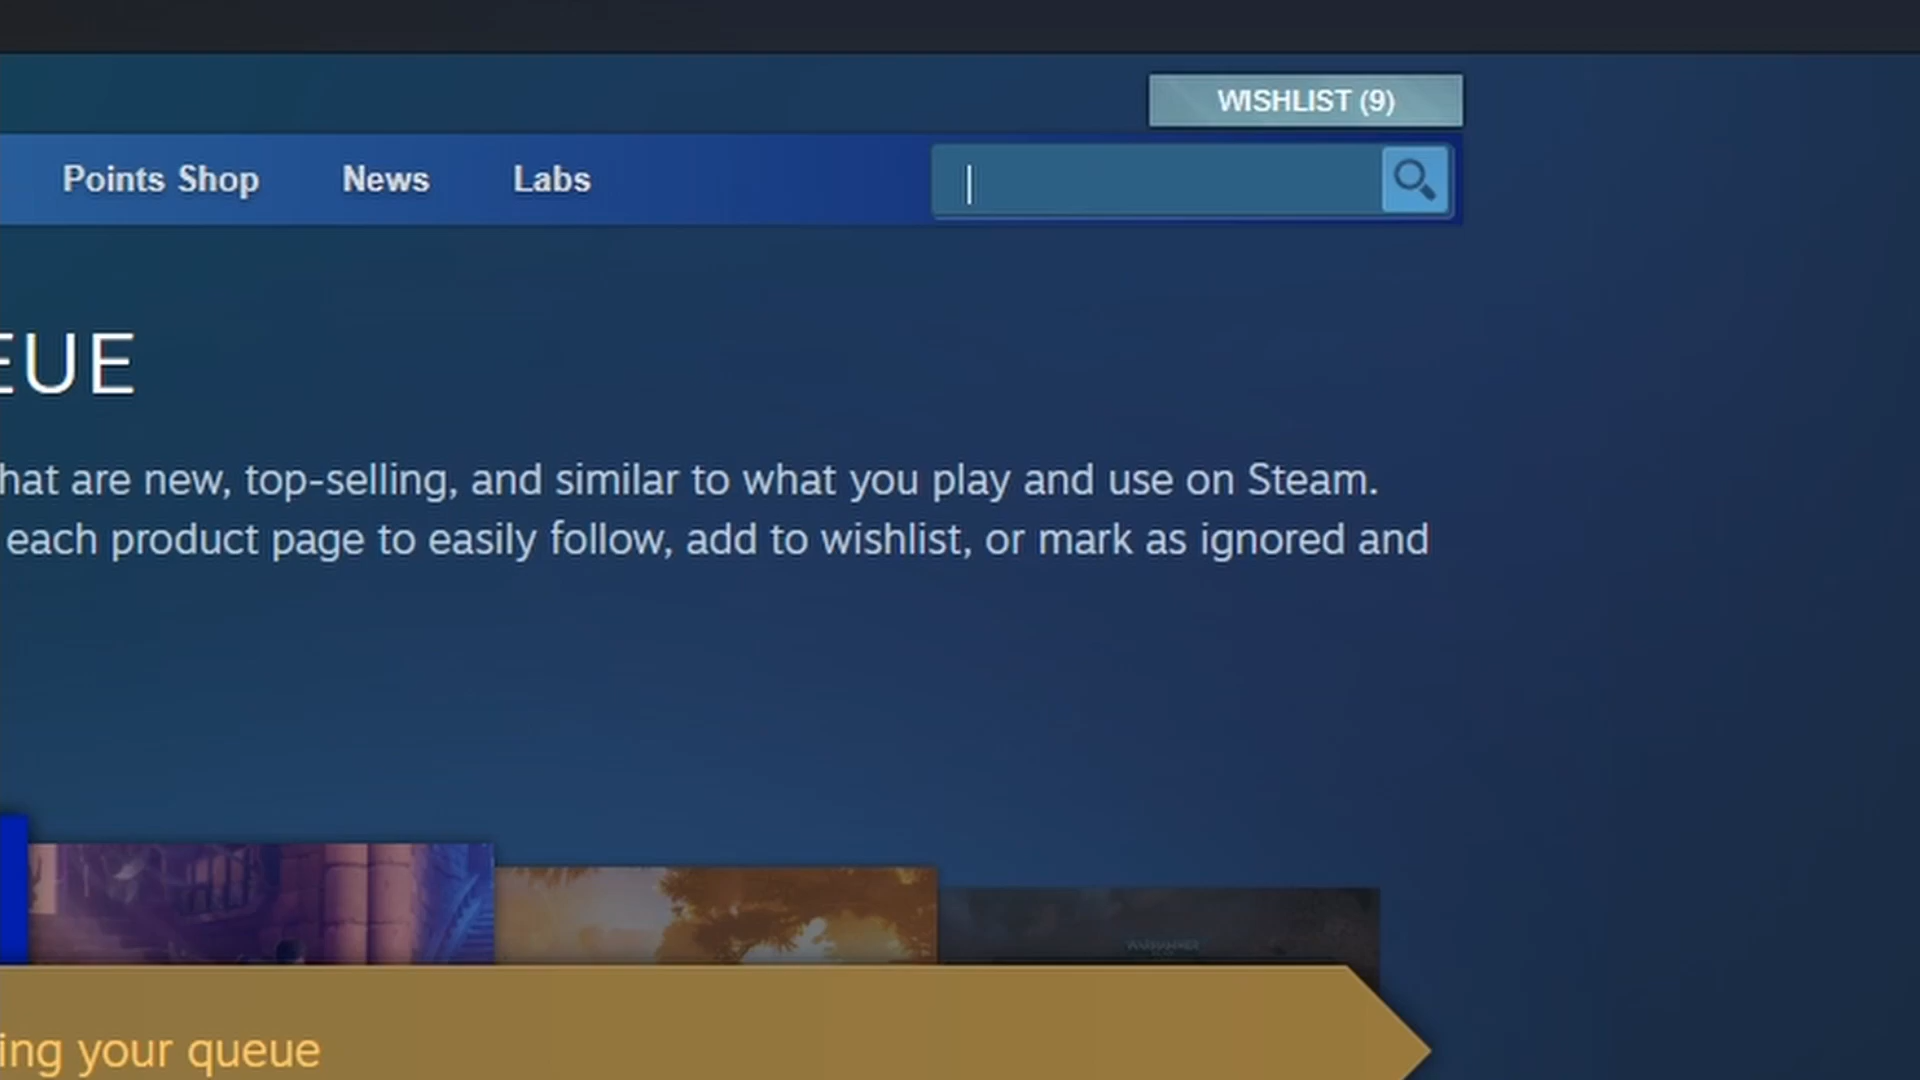 WISHLIST (9)
Points Shop News Labs
EUE
hat are new, top-selling, and similar to what you play and use on Steam.
each product page to easily follow, add to wishlist, or mark as ignored and
WARHAMMER
ing your queue